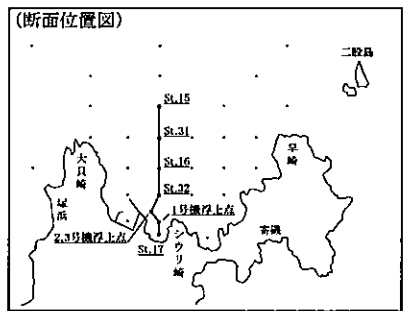 (断面位置図)
二股島
St.15
St.31
早崎
大貝崎
St.16
塚浜
St.32
1号機浮上点
寄磯
2,3号機浮上点
シウリ崎
St.17